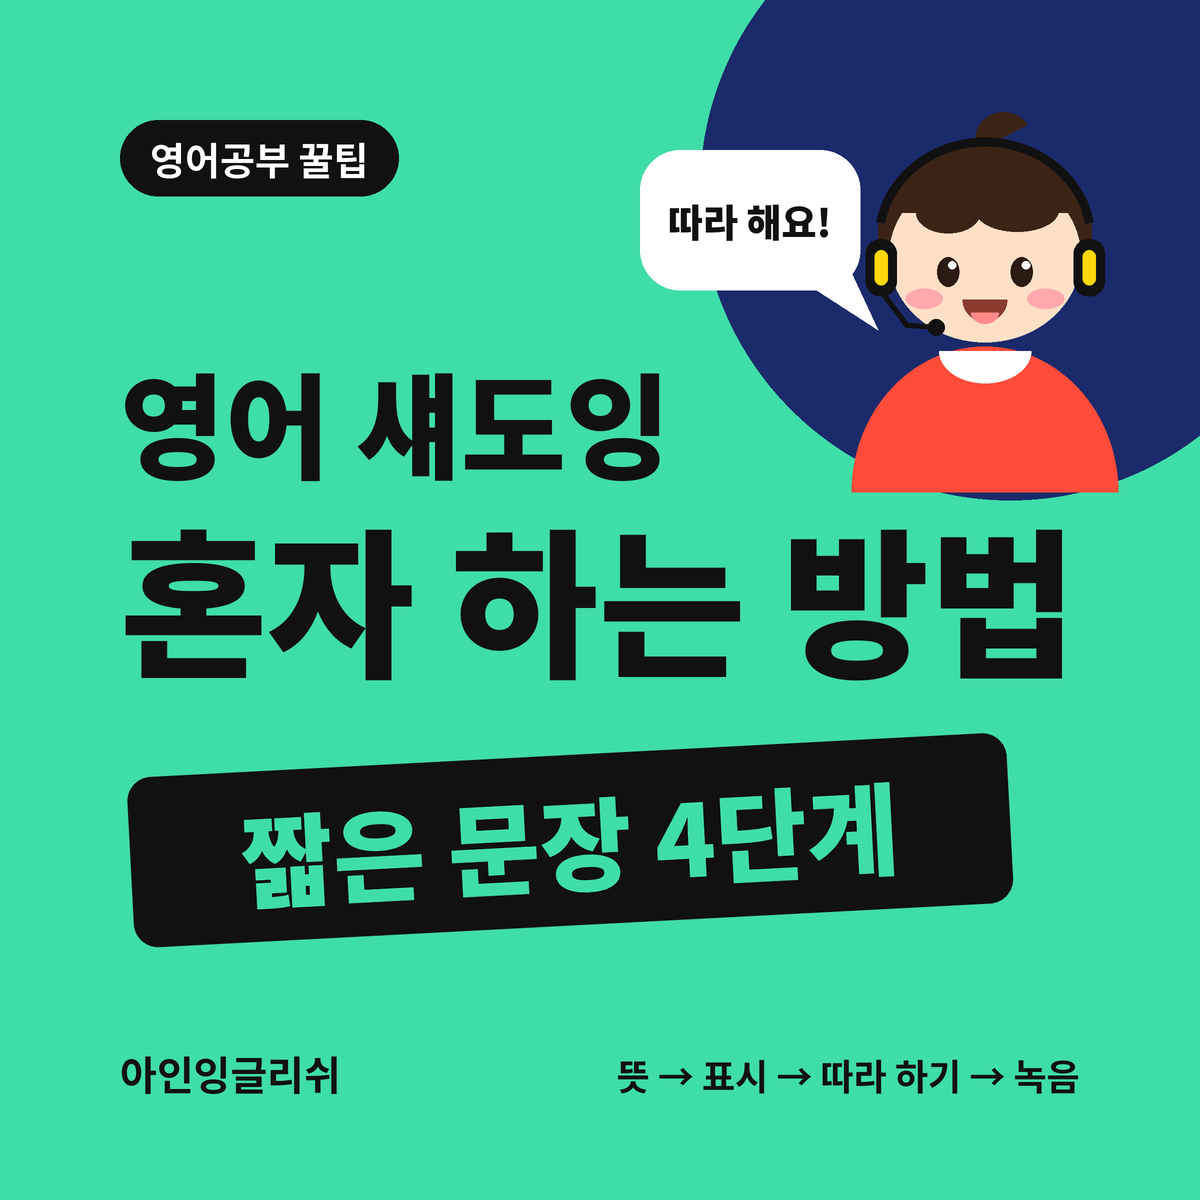 영어공부 꿀팁
따라 해요!
영어 섀도잉
혼자 하는 방법
짧은 문장 4단계
아인잉글리쉬
뜻 → 표시 → 따라 하기 → 녹음